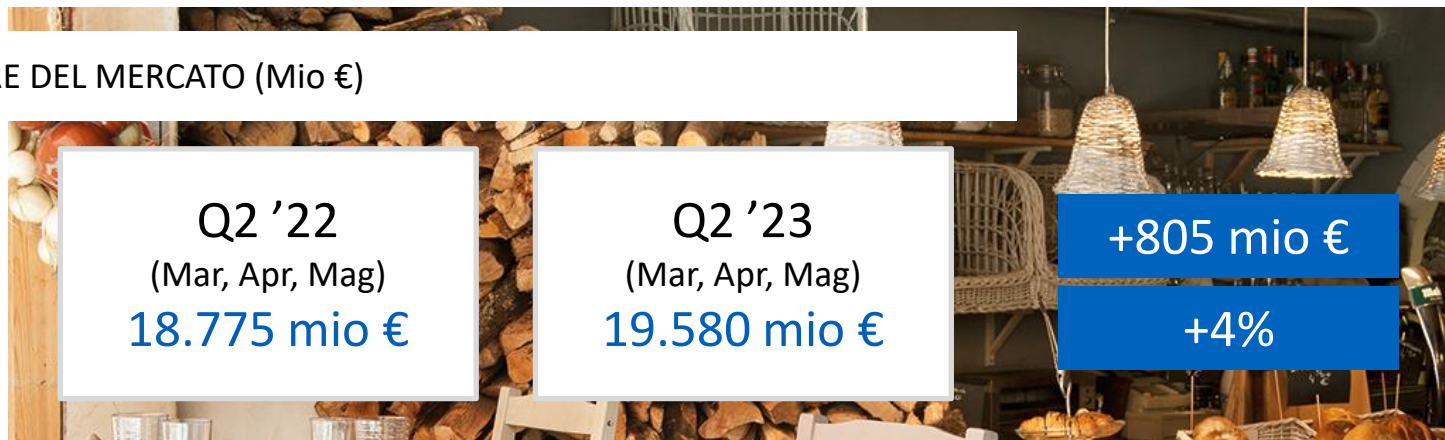 E DEL MERCATO (Mio €)
Q2 ’22
(Mar, Apr, Mag)
18.775 mio €
Q2 ’23
(Mar, Apr, Mag)
19.580 mio €
+805 mio €
+4%